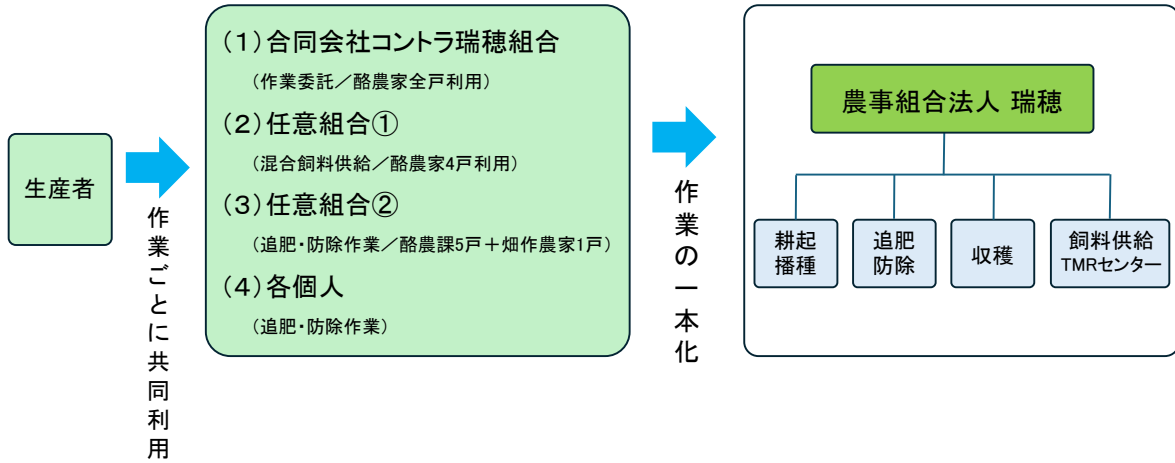 生産者
作業ごとに共同利用
(1)合同会社コントラ瑞穂組合
(作業委託/酪農家全戸利用)
(2)任意組合①
(混合飼料供給/酪農家4戸利用)
(3)任意組合②
(追肥・防除作業/酪農課5戸+畑作農家1戸)
(4)各個人
(追肥・防除作業)
作業の一本化
農事組合法人 瑞穂
耕起
播種
追肥
防除
収穫
飼料供給
TMRセンター